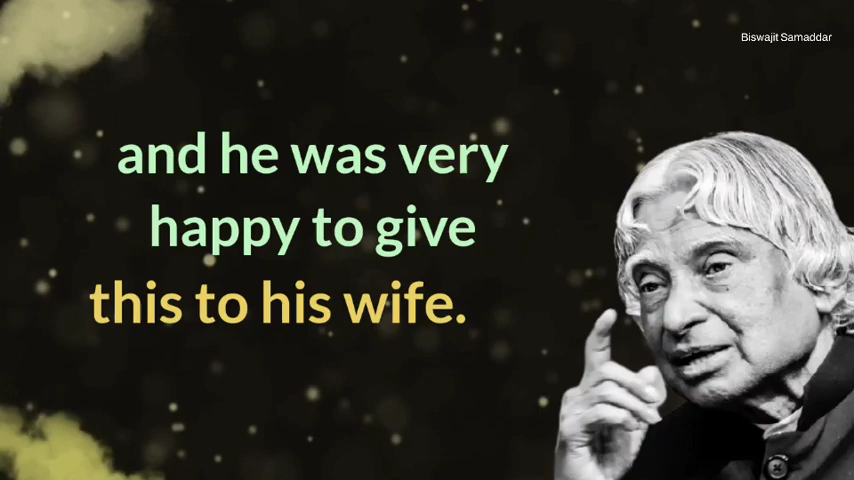 Biswajit Samaddar
and he was very
happy to give
this to his wife.